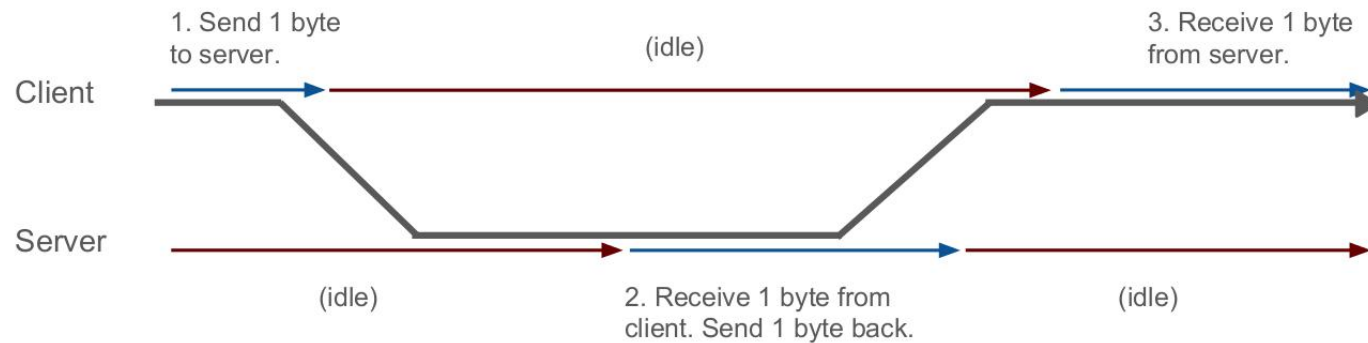 1. Send 1 byte
to server.
(idle)
3. Receive 1 byte
from server.
Client
Server
(idle)
2. Receive 1 byte from
client. Send 1 byte back.
(idle)